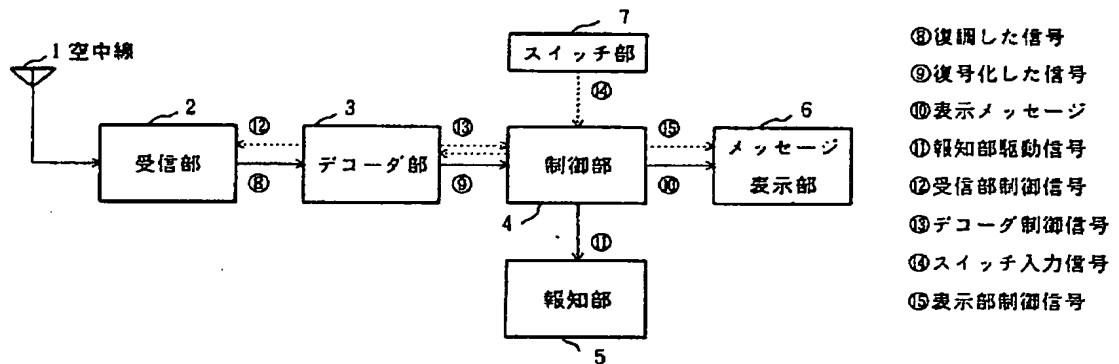 1 空中線
2
受信部
⑫
⑧
3
デコーダ部
⑬
⑨
7
スイッチ部
⑭
制御部
4
⑮
⑩
6
メッセージ
表示部
⑪
報知部
5
⑧復調した信号
⑨復号化した信号
⑩表示メッセージ
⑪報知部駆動信号
⑫受信部制御信号
⑬デコーダ制御信号
⑭スイッチ入力信号
⑮表示部制御信号